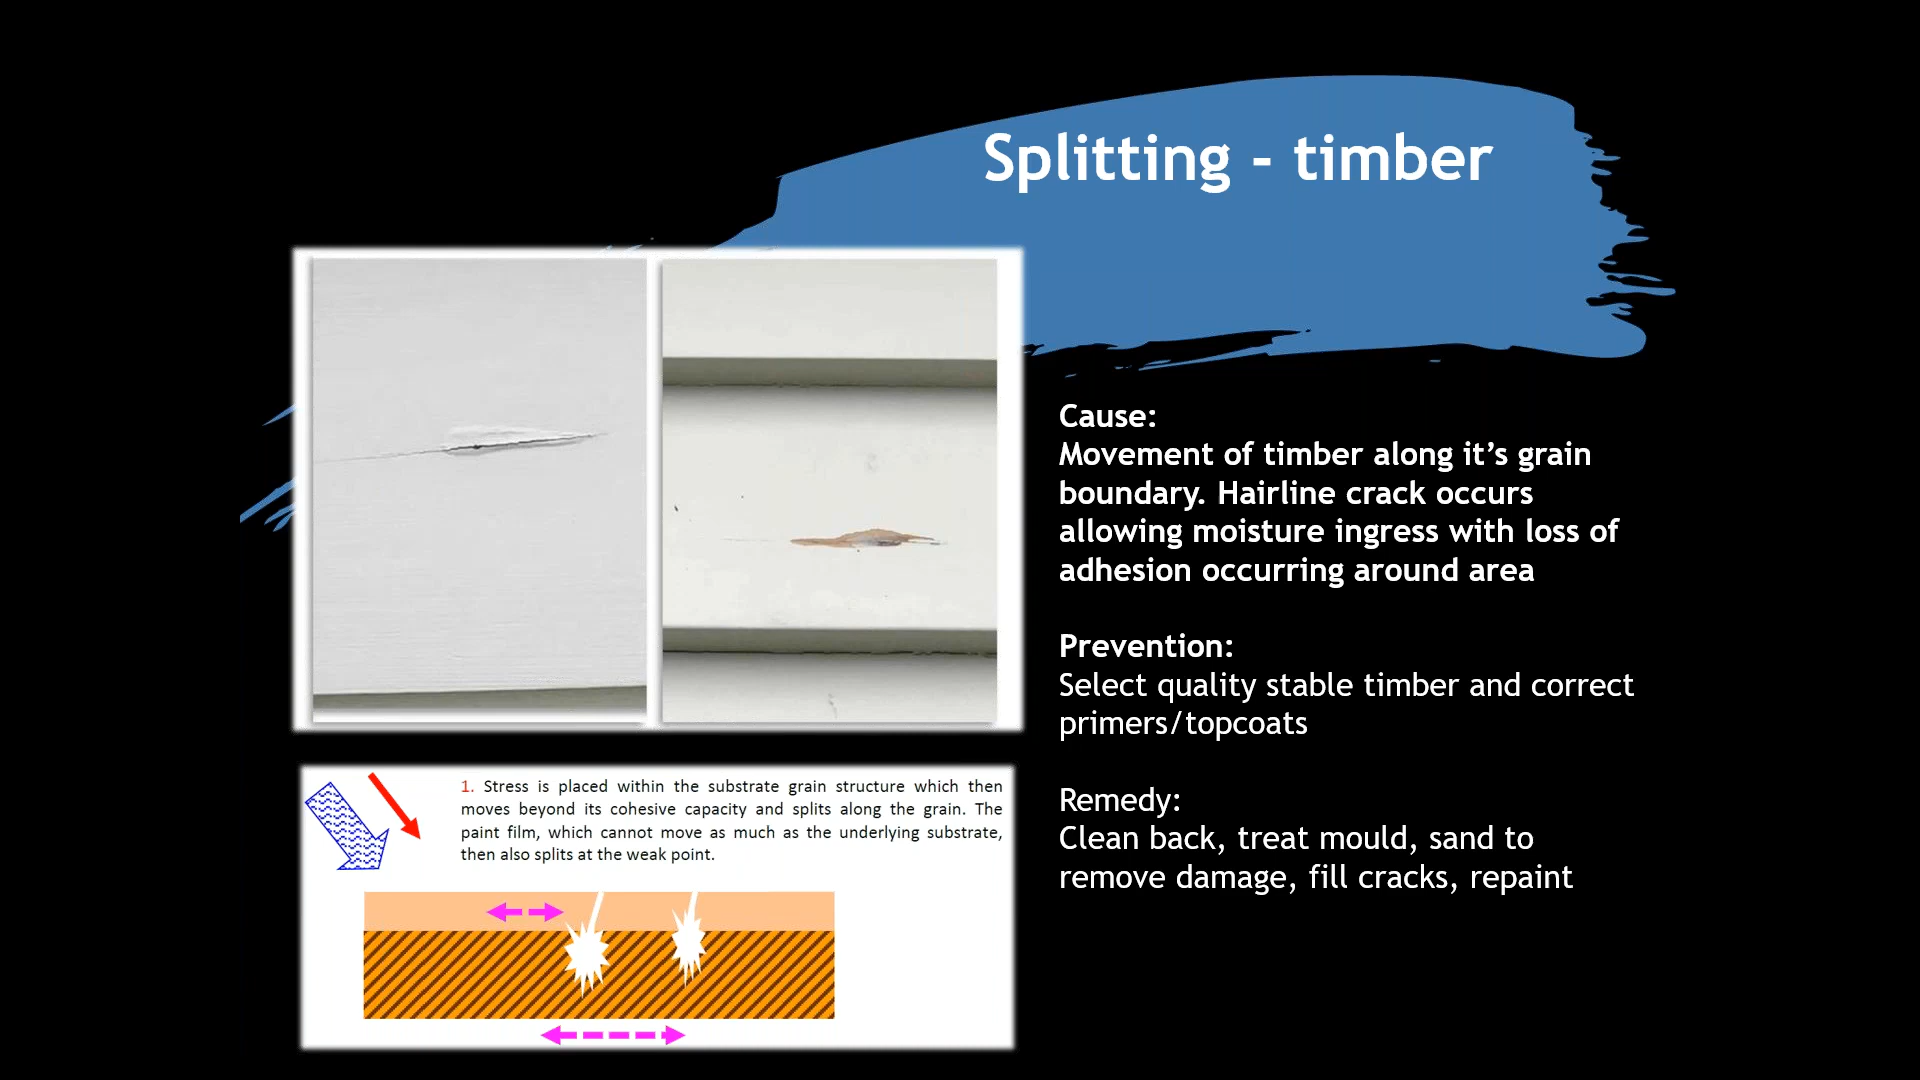 Splitting - timber
Cause:
Movement of timber along it’s grain
boundary. Hairline crack occurs
allowing moisture ingress with loss of
adhesion occurring around area
Prevention:
Select quality stable timber and correct
primers/topcoats
Remedy:
Clean back, treat mould, sand to
remove damage, fill cracks, repaint
1. Stress is placed within the substrate grain structure which then
moves beyond its cohesive capacity and splits along the grain. The
paint film, which cannot move as much as the underlying substrate,
then also splits at the weak point.